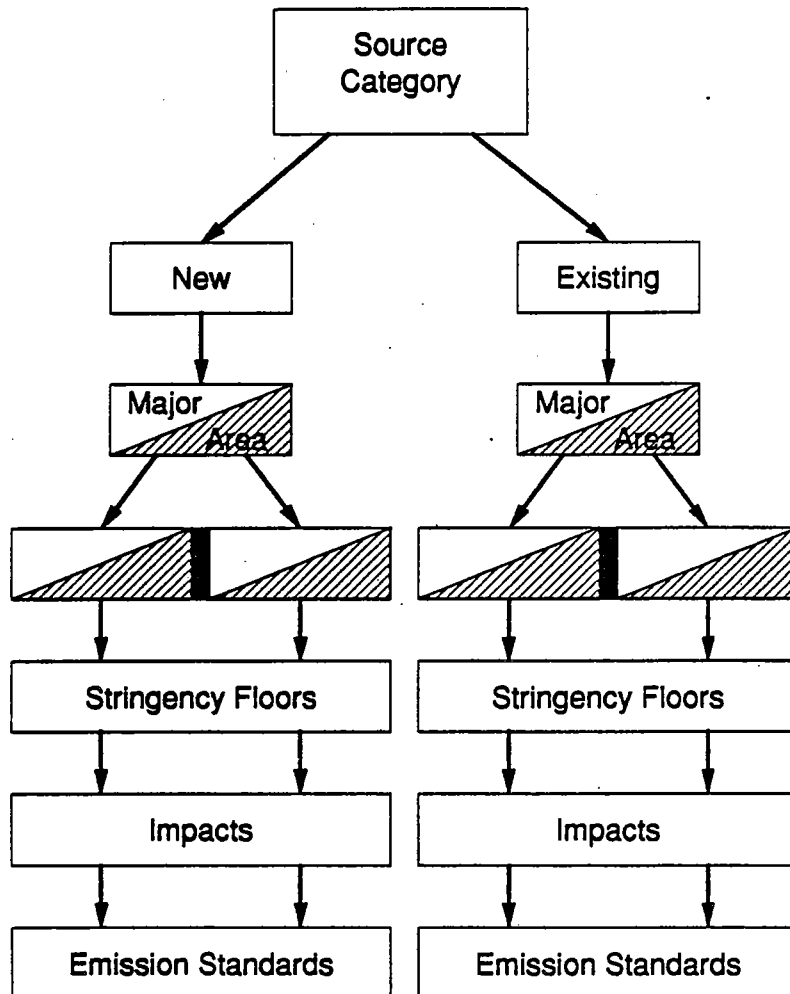 Source
Category
New
Existing
Major
Area
Major
Area
Stringency Floors
Stringency Floors
Impacts
Impacts
Emission Standards
Emission Standards